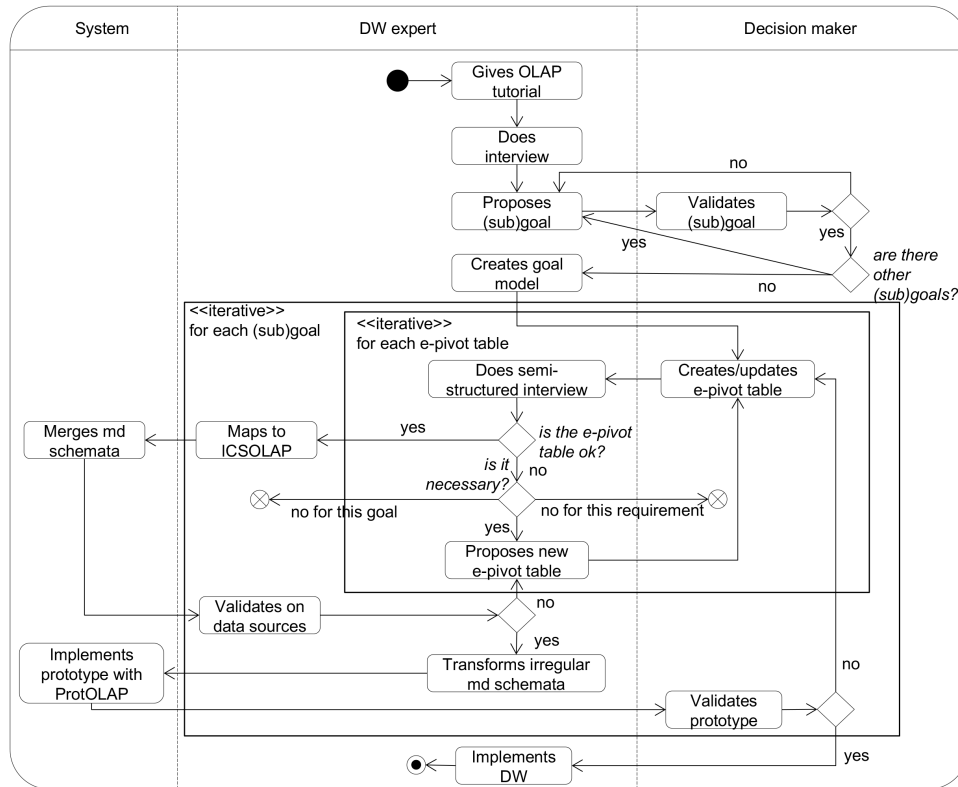 System
DW expert
Decision maker
Gives OLAP
tutorial
Does
interview
no
Proposes
(sub)goal
Validates
(sub)goal
yes
yes
are there
other
(sub)goals?
Creates goal
model
no
<<iterative>>
for each (sub)goal
<<iterative>>
for each e-pivot table
Does semi-
structured interview
Creates/updates
e-pivot table
Merges md
schemata
Maps to
ICSOLAP
yes
is the e-pivot
table ok?
is it
necessary?
no
no for this goal
no for this requirement
yes
Proposes new
e-pivot table
Validates on
data sources
no
yes
Implements
prototype with
ProtOLAP
Transforms irregular
md schemata
no
Validates
prototype
yes
Implements
DW